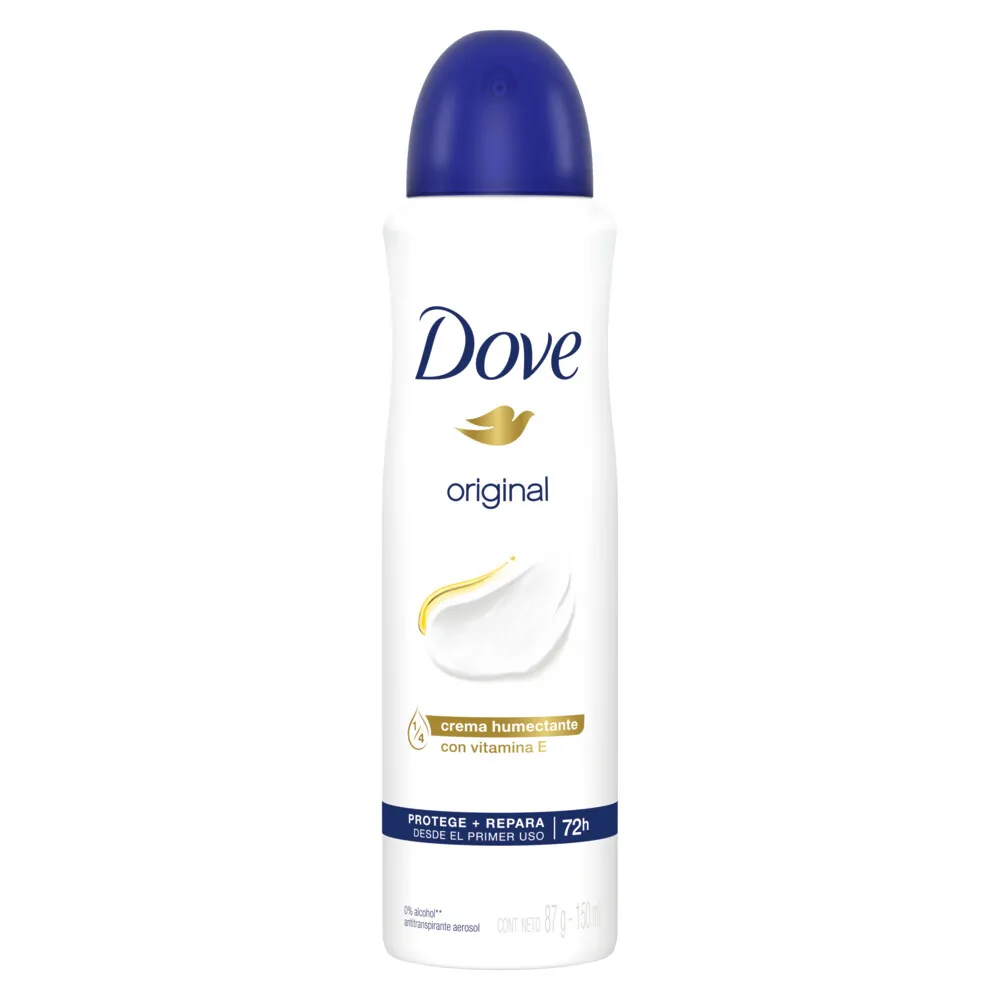 Dove
original
1/4
crema humectante
con vitamina E
PROTEGE + REPARA
DESDE EL PRIMER USO
72h
0% alcohol**
antitranspirante aerosol
CONT. NETO 87 g - 150 ml